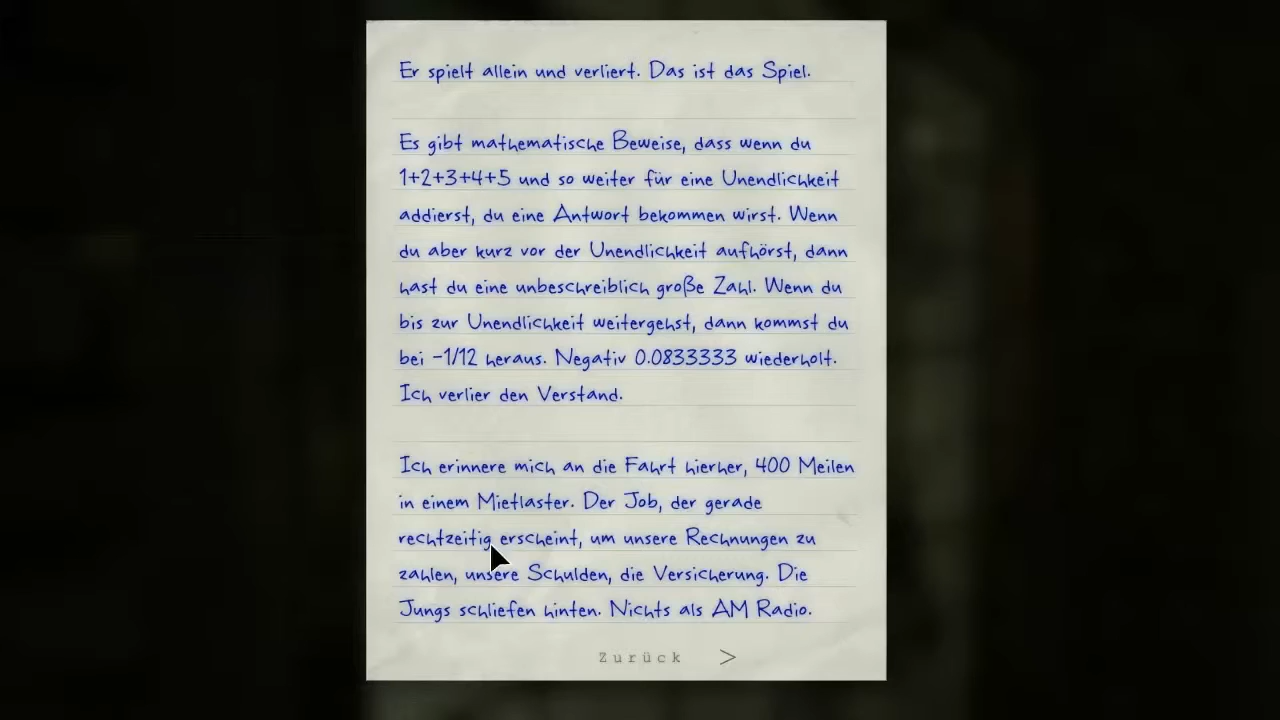 Er spielt allein und verliert. Das ist das Spiel.
Es gibt mathematische Beweise, dass wenn du
1+2+3+4+5 und so weiter für eine Unendlichkeit
addierst, du eine Antwort bekommen wirst. Wenn
du aber kurz vor der Unendlichkeit aufhörst, dann
hast du eine unbeschreiblich große Zahl. Wenn du
bis zur Unendlichkeit weitergehst, dann kommst du
bei -1/12 heraus. Negativ 0.0833333 wiederholt.
Ich verlier den Verstand.
Ich erinnere mich an die Fahrt hierher, 400 Meilen
in einem Mietlaster. Der Job, der gerade
rechtzeitig erscheint, um unsere Rechnungen zu
zahlen, unsere Schulden, die Versicherung. Die
Jungs schliefen hinten. Nichts als AM Radio.
Zurück >